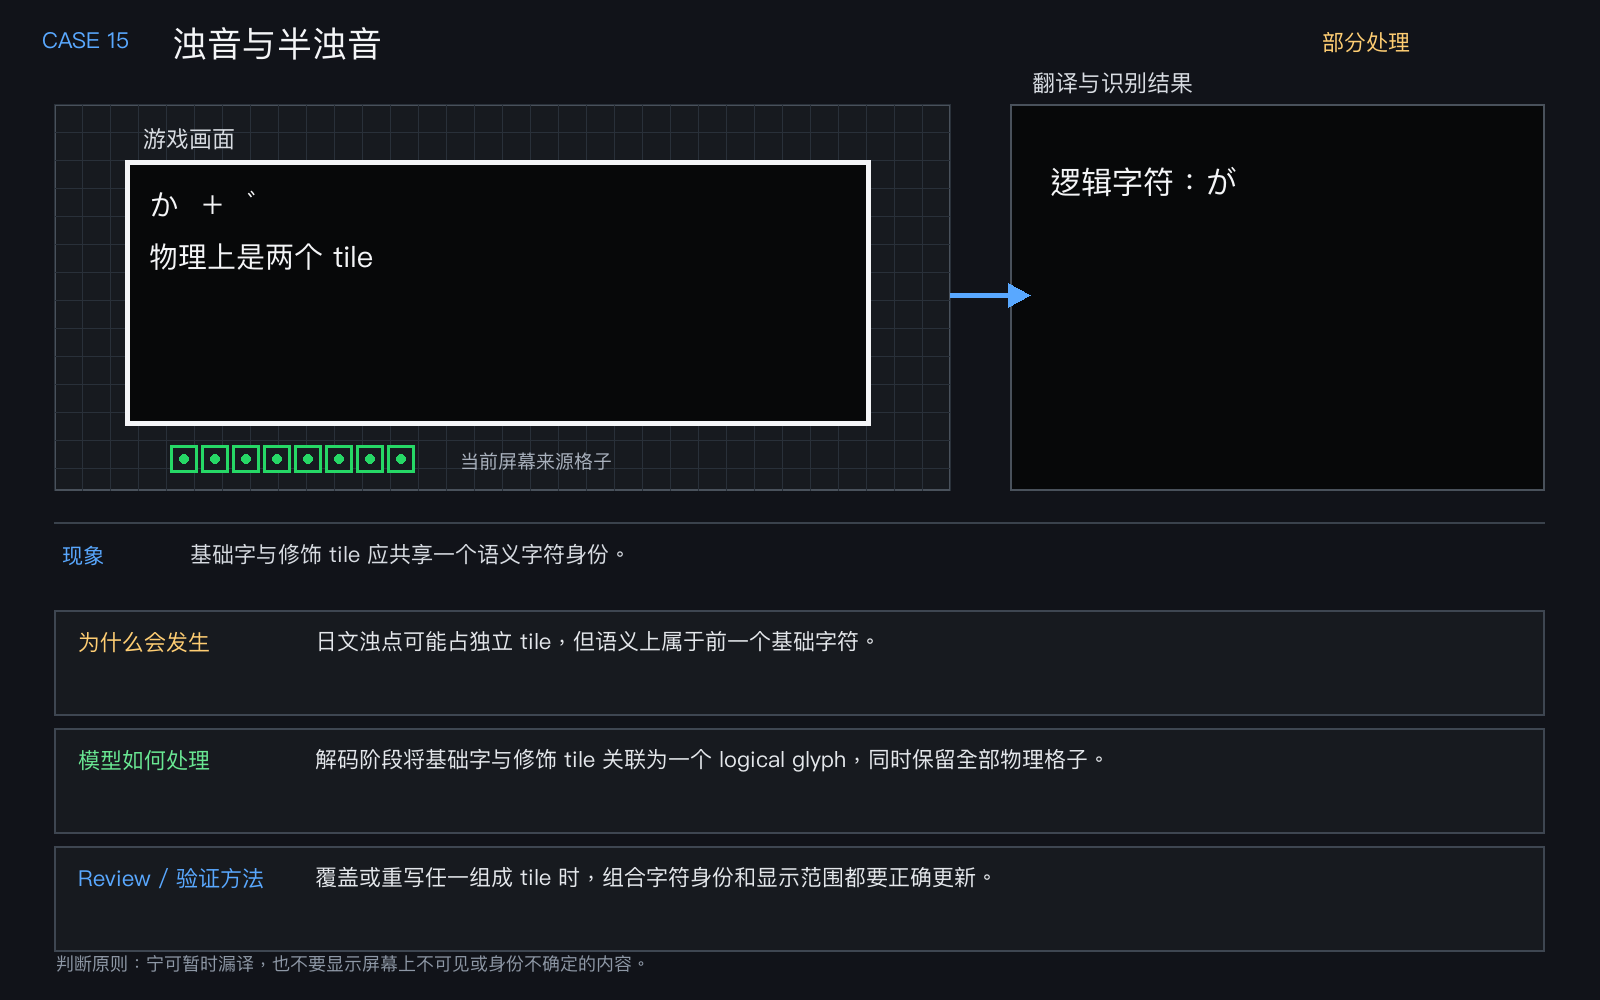 CASE 15 浊音与半浊音
部分处理
翻译与识别结果
游戏画面
か + ゛
物理上是两个 tile
逻辑字符：が
当前屏幕来源格子
现象 基础字与修饰 tile 应共享一个语义字符身份。
为什么会发生 日文浊点可能占独立 tile，但语义上属于前一个基础字符。
模型如何处理 解码阶段将基础字与修饰 tile 关联为一个 logical glyph，同时保留全部物理格子。
Review / 验证方法 覆盖或重写任一组成 tile 时，组合字符身份和显示范围都要正确更新。
判断原则：宁可暂时漏译，也不要显示屏幕上不可见或身份不确定的内容。